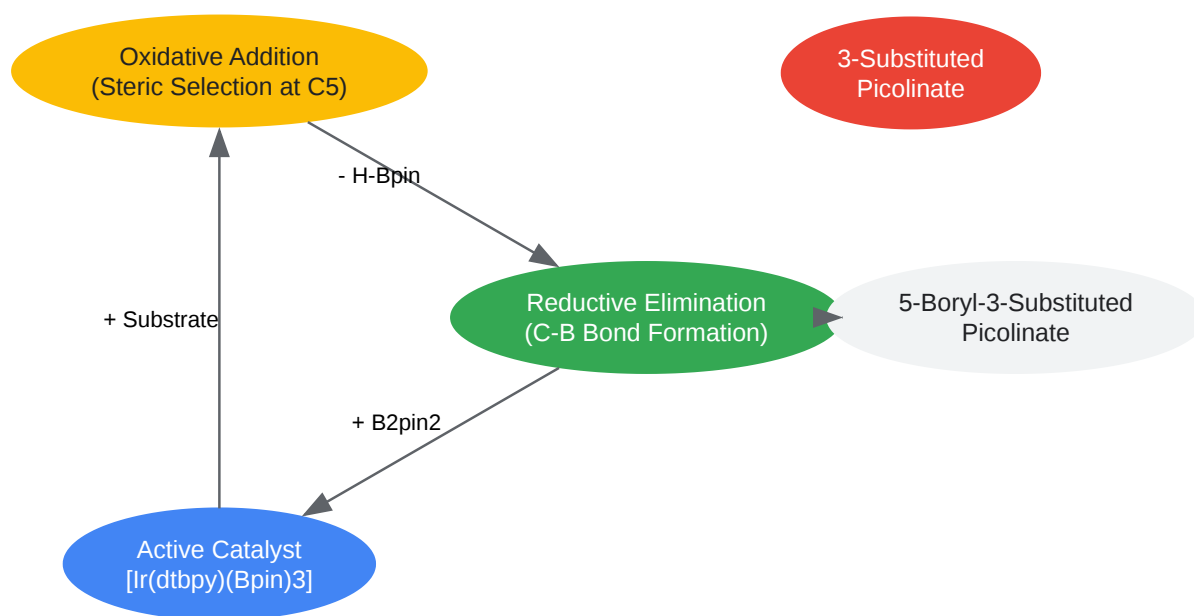 Oxidative Addition
(Steric Selection at C5)
3-Substituted
Picolinate
- H-Bpin
+ Substrate
Reductive Elimination
(C-B Bond Formation)
5-Boryl-3-Substituted
Picolinate
+ B2pin2
Active Catalyst
[Ir(dtbpy)(Bpin)3]